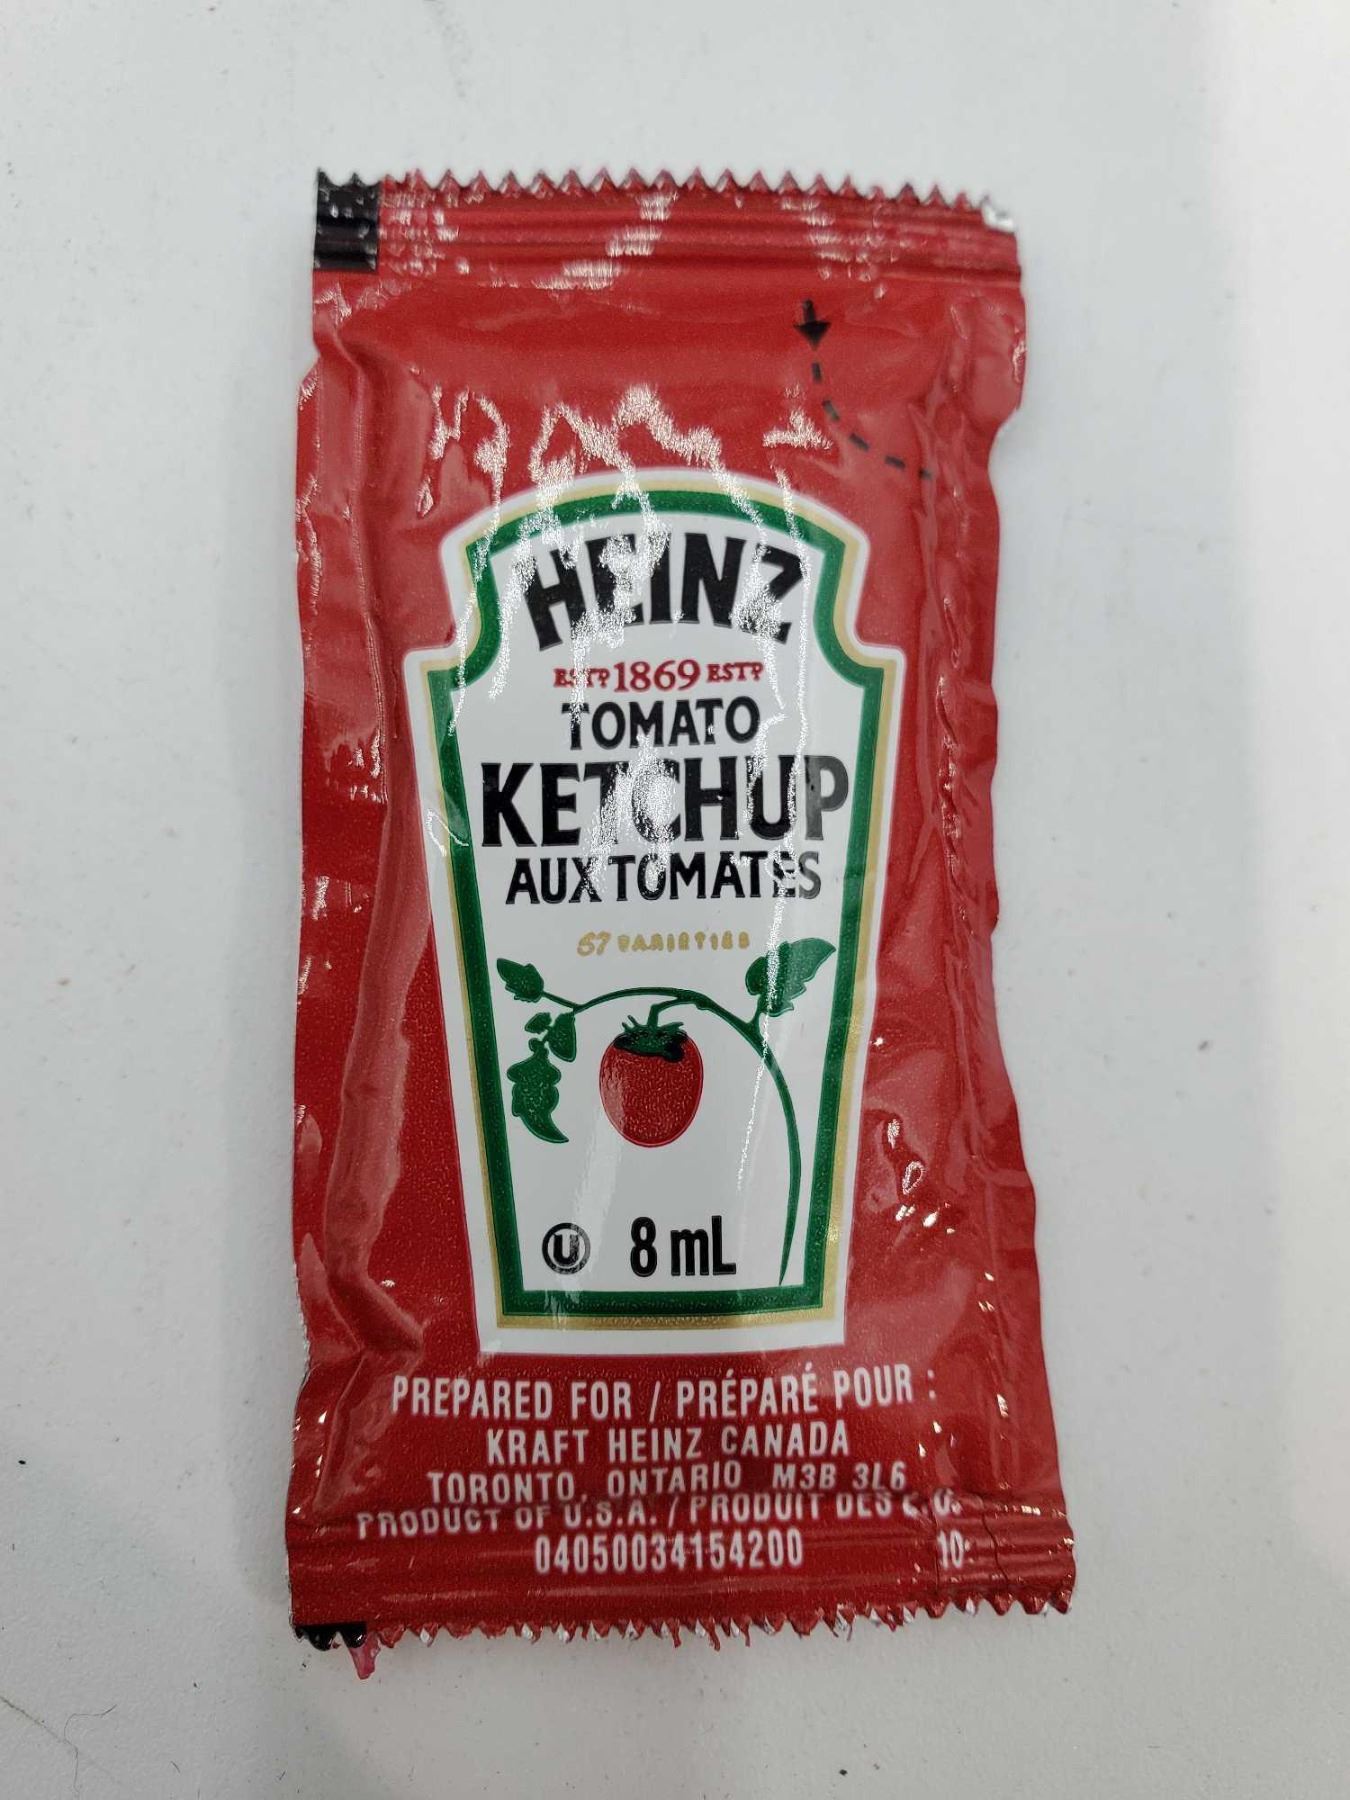 HEINZ
ESTD 1869 ESTD
TOMATO
KETCHUP
AUX TOMATES
57 VARIETIES
U 8 mL
PREPARED FOR / PRÉPARÉ POUR :
KRAFT HEINZ CANADA
TORONTO, ONTARIO M3B 3L6
PRODUCT OF U.S.A. / PRODUIT DES
04050034154200